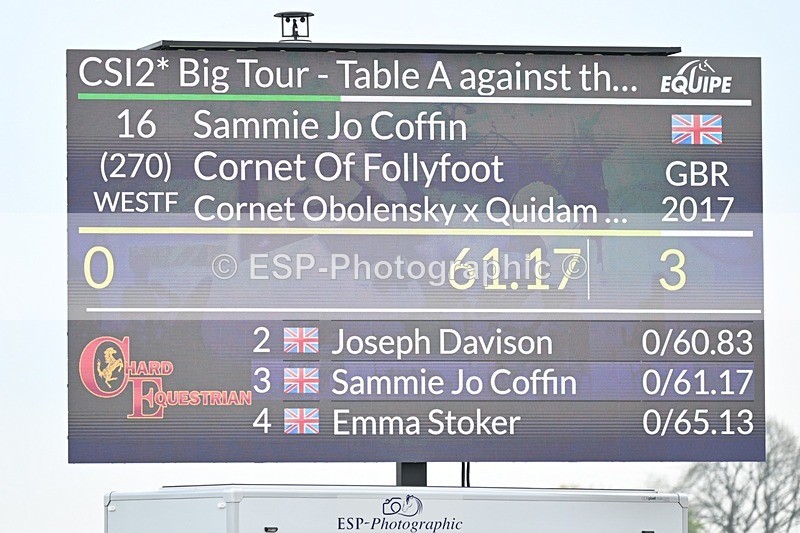 CSI2* Big Tour - Table A against th... EQUIPE
16 Sammie Jo Coffin
(270) Cornet Of Follyfoot GBR
WESTF Cornet Obolensky x Quidam ... 2017
0 61.17 3
© ESP-Photographic ©
2 Joseph Davison 0/60.83
3 Sammie Jo Coffin 0/61.17
4 Emma Stoker 0/65.13
CHARD
EQUESTRIAN
ESP-Photographic